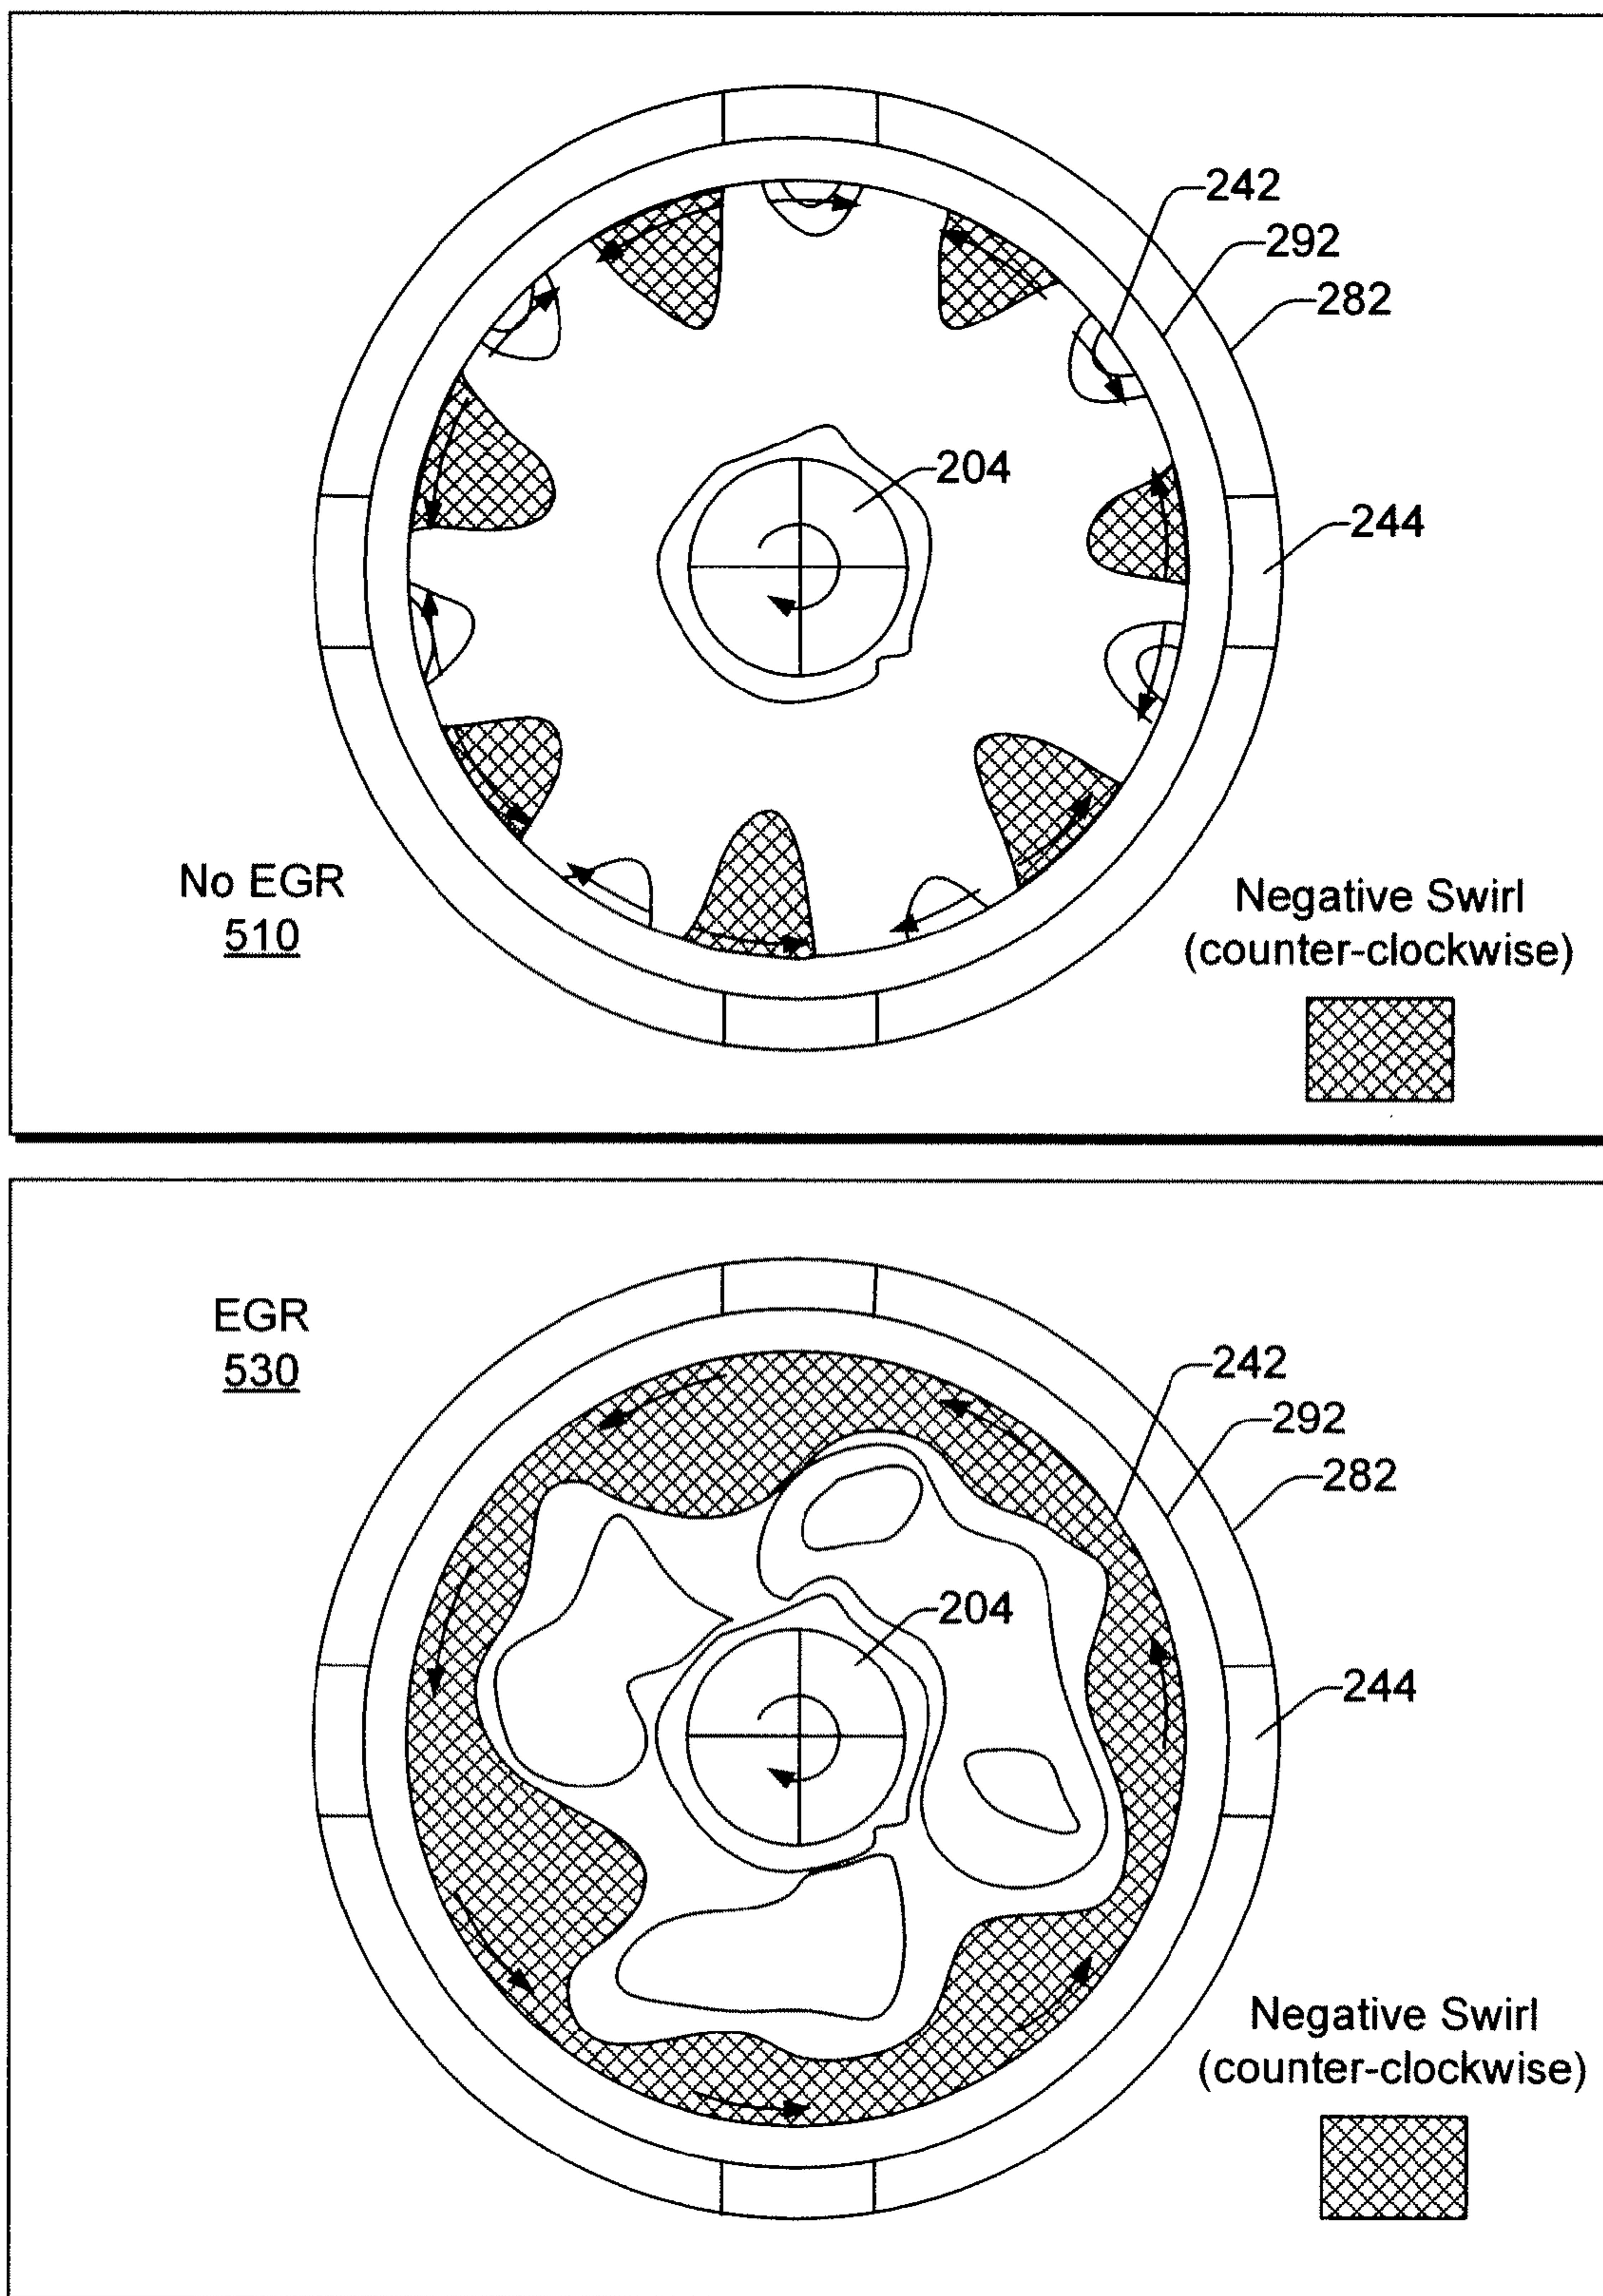 242
292
282
204
244
No EGR
510
Negative Swirl
(counter-clockwise)
EGR
530
242
292
282
204
244
Negative Swirl
(counter-clockwise)